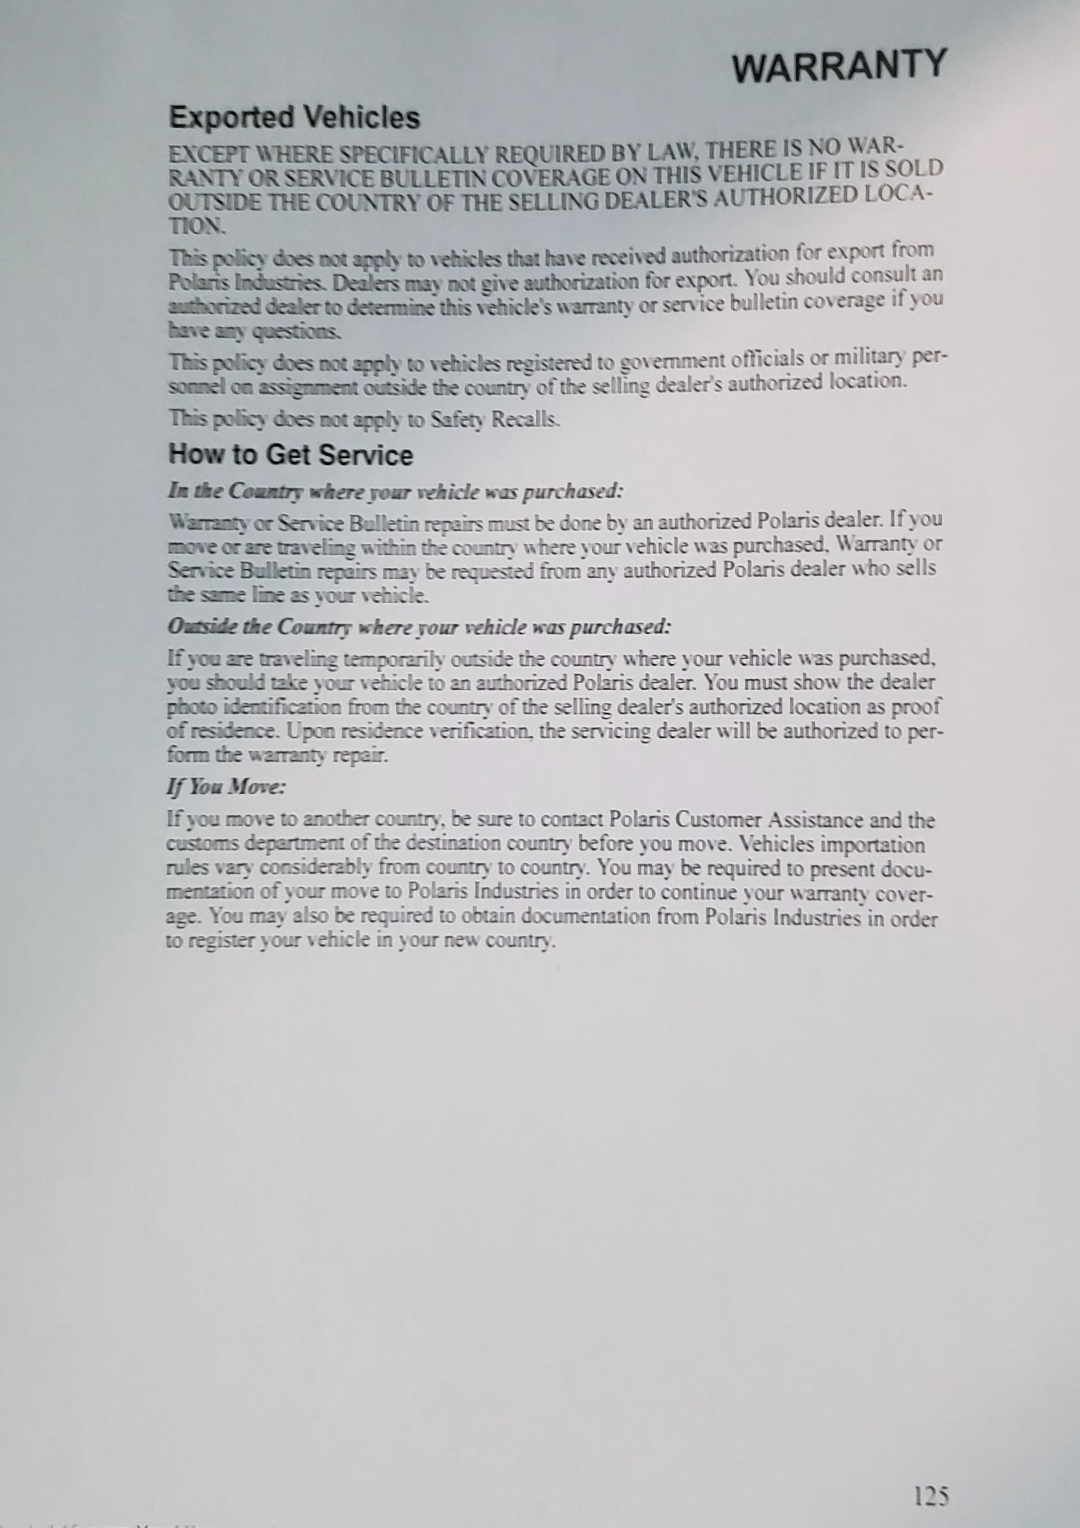 WARRANTY
Exported Vehicles
EXCEPT WHERE SPECIFICALLY REQUIRED BY LAW, THERE IS NO WAR-
RANTY OR SERVICE BULLETIN COVERAGE ON THIS VEHICLE IF IT IS SOLD
OUTSIDE THE COUNTRY OF THE SELLING DEALER'S AUTHORIZED LOCA-
TION.
This policy does not apply to vehicles that have received authorization for export from
Polaris Industries. Dealers may not give authorization for export. You should consult an
authorized dealer to determine this vehicle's warranty or service bulletin coverage if you
have any questions.
This policy does not apply to vehicles registered to government officials or military per-
sonnel on assignment outside the country of the selling dealer's authorized location.
This policy does not apply to Safety Recalls.
How to Get Service
In the Country where your vehicle was purchased:
Warranty or Service Bulletin repairs must be done by an authorized Polaris dealer. If you
move or are traveling within the country where your vehicle was purchased, Warranty or
Service Bulletin repairs may be requested from any authorized Polaris dealer who sells
the same line as your vehicle.
Outside the Country where your vehicle was purchased:
If you are traveling temporarily outside the country where your vehicle was purchased,
you should take your vehicle to an authorized Polaris dealer. You must show the dealer
photo identification from the country of the selling dealer's authorized location as proof
of residence. Upon residence verification, the servicing dealer will be authorized to per-
form the warranty repair.
If You Move:
If you move to another country, be sure to contact Polaris Customer Assistance and the
customs department of the destination country before you move. Vehicles importation
rules vary considerably from country to country. You may be required to present docu-
mentation of your move to Polaris Industries in order to continue your warranty cover-
age. You may also be required to obtain documentation from Polaris Industries in order
to register your vehicle in your new country.
125